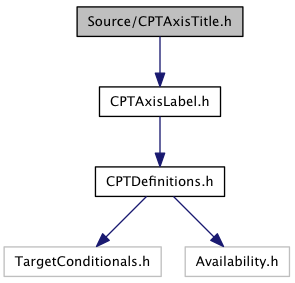 Source/CPTAxisTitle.h
CPTAxisLabel.h
CPTDefinitions.h
TargetConditionals.h
Availability.h